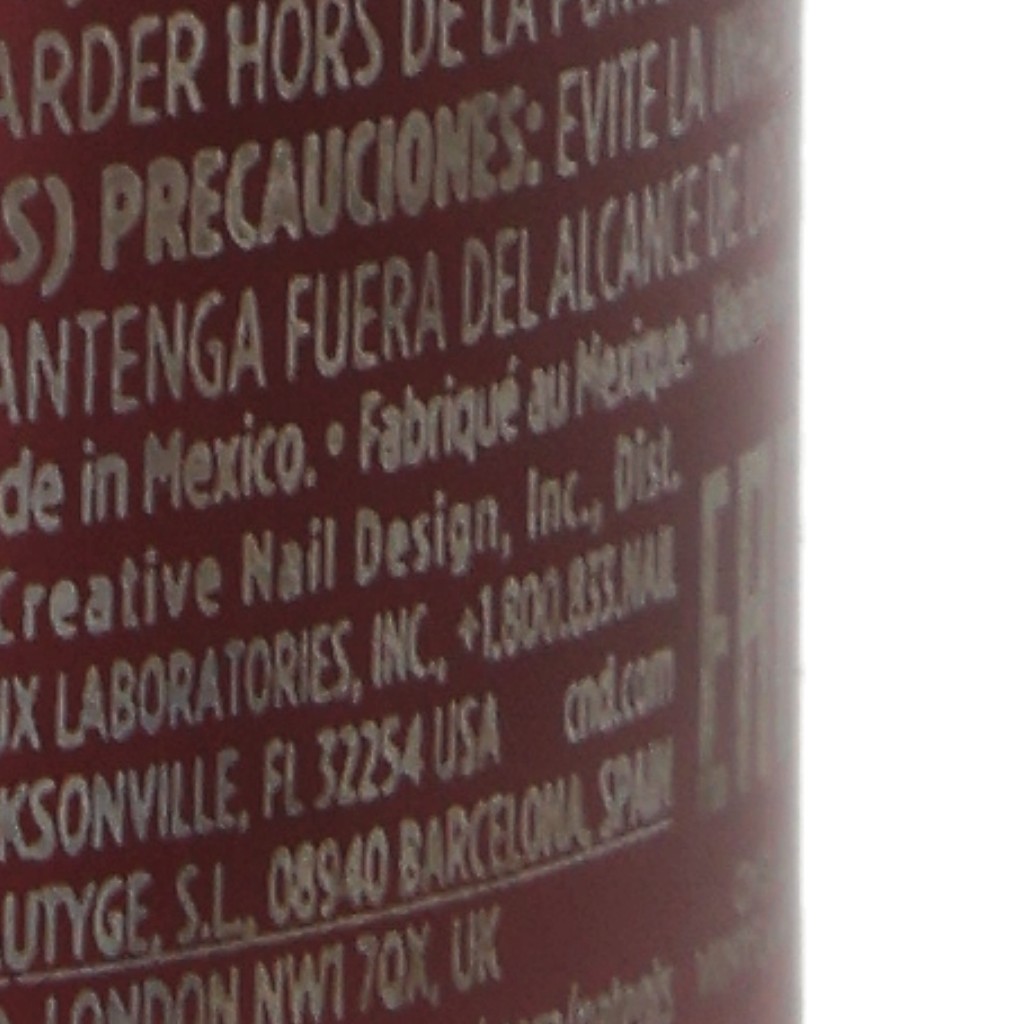 ARDER HORS DE LA
S) PRECAUCIONES: EVITE LA
ANTENGA FUERA DEL ALCANCE DE
de in Mexico. • Fabriqué au Mexique •
Creative Nail Design, Inc., Dist.
UX LABORATORIES, INC., +1.800.833.NAIL
KSONVILLE, FL 32254 USA cnd.com
UTYGE, S.L., 08940 BARCELONA, SPAIN
LONDON NW1 7QX, UK
EAC